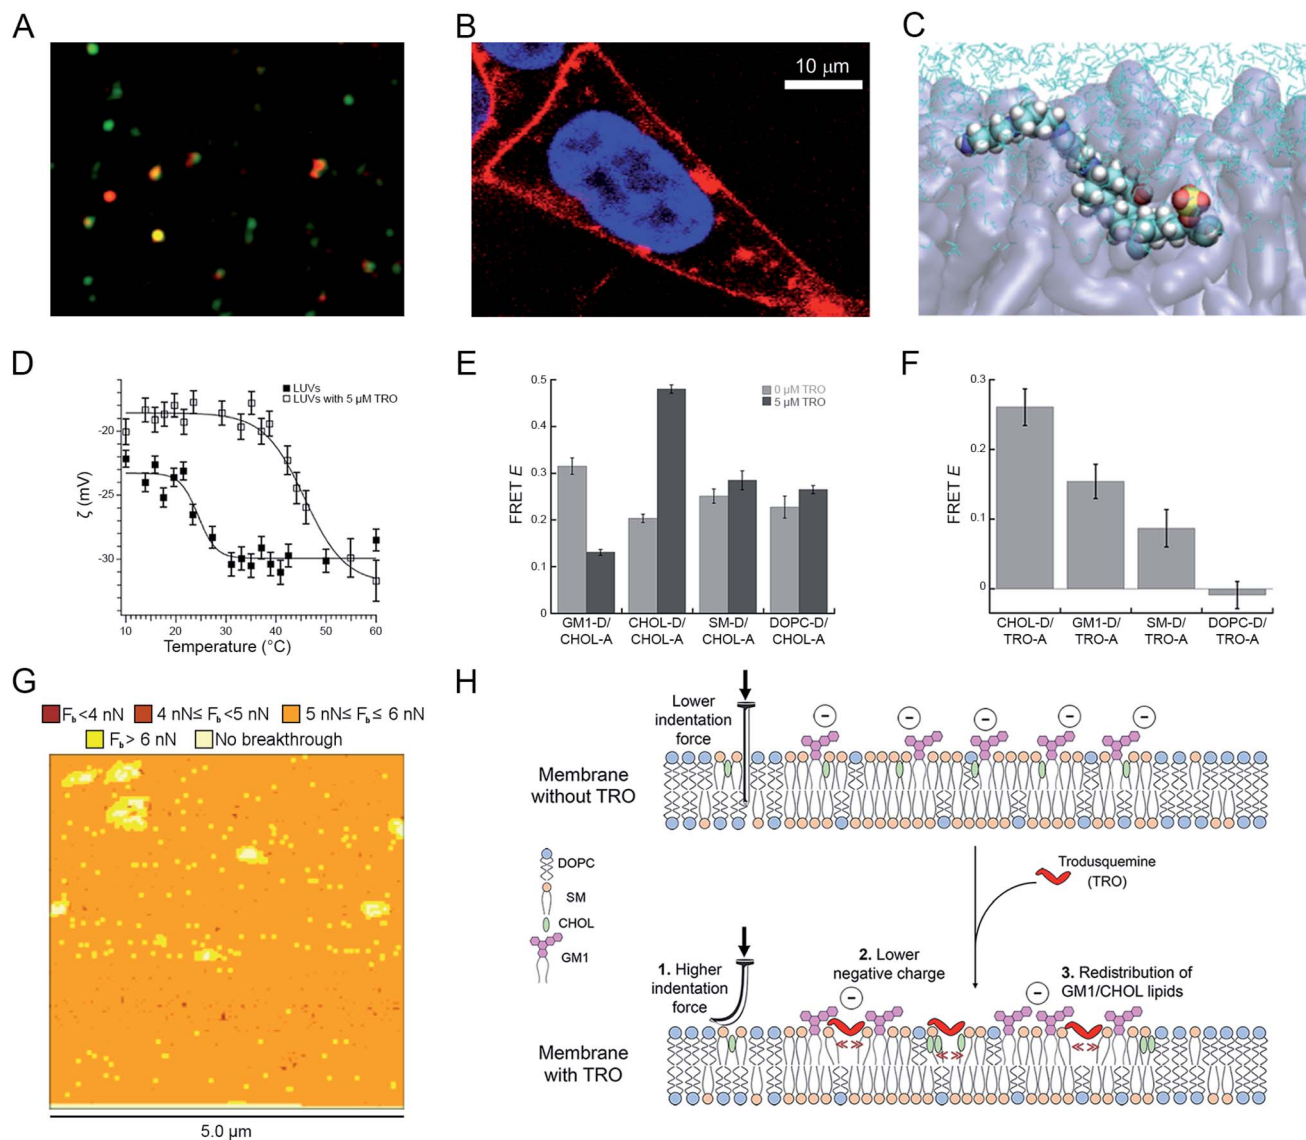 A
B
10 μm
C
D
LUVs
LUVs with 5 μM TRO
-20
-25
-30
ζ (mV)
10 20 30 40 50 60
Temperature (°C)
E
0 μM TRO
5 μM TRO
0.5
0.4
0.3
0.2
0.1
0
FRET E
GM1-D/ CHOL-D/ SM-D/ DOPC-D/
CHOL-A CHOL-A CHOL-A CHOL-A
F
0.3
0.2
0.1
0
FRET E
CHOL-D/ GM1-D/ SM-D/ DOPC-D/
TRO-A TRO-A TRO-A TRO-A
G
F_b<4 nN 4 nN≤ F_b<5 nN 5 nN≤ F_b≤ 6 nN
F_b> 6 nN No breakthrough
5.0 μm
H
Lower
indentation
force
Membrane
without TRO
DOPC
SM
CHOL
GM1
Trodusquemine
(TRO)
1. Higher
indentation
force
2. Lower
negative charge
3. Redistribution of
GM1/CHOL lipids
Membrane
with TRO